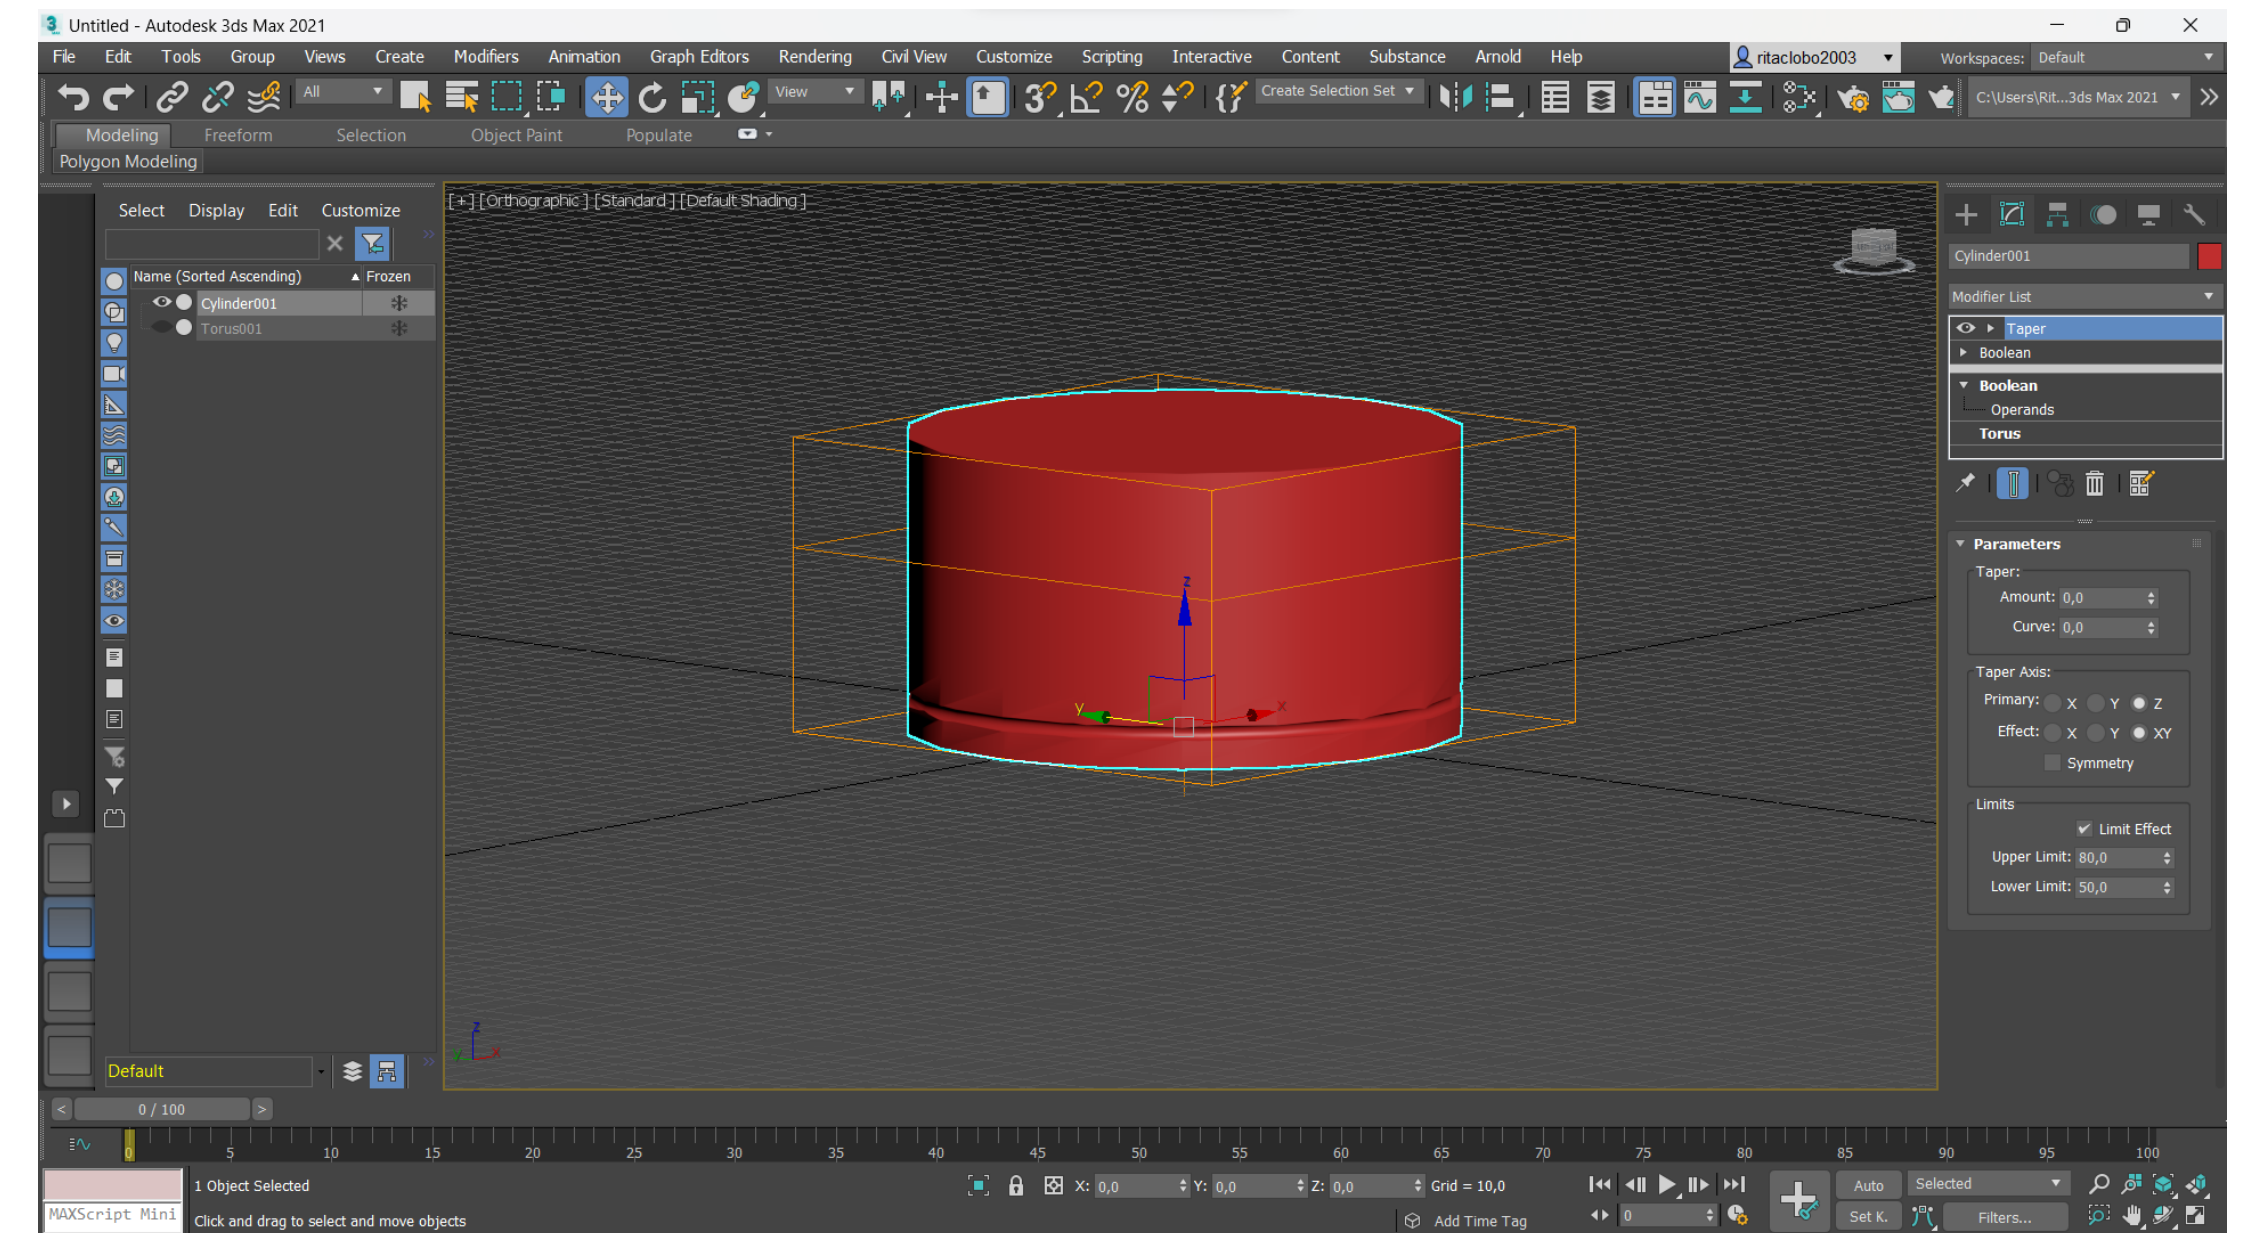 Untitled - Autodesk 3ds Max 2021
File Edit Tools Group Views Create Modifiers Animation Graph Editors Rendering Civil View Customize Scripting Interactive Content Substance Arnold Help ritaclobo2003 Workspaces: Default
All View Create Selection Set C:\Users\Rit...3ds Max 2021
Modeling Freeform Selection Object Paint Populate
Polygon Modeling
Select Display Edit Customize
Name (Sorted Ascending) Frozen
Cylinder001
Torus001
Default
[+] [Orthographic] [Standard] [Default Shading]
z
y
x
z
y
x
Cylinder001
Modifier List
Taper
Boolean
Boolean
Operands
Torus
Parameters
Taper:
Amount: 0,0
Curve: 0,0
Taper Axis:
Primary: X Y Z
Effect: X Y XY
Symmetry
Limits
Limit Effect
Upper Limit: 80,0
Lower Limit: 50,0
< 0 / 100 >
0 5 10 15 20 25 30 35 40 45 50 55 60 65 70 75 80 85 90 95 100
1 Object Selected X: 0,0 Y: 0,0 Z: 0,0 Grid = 10,0 Auto Selected
MAXScript Mini Click and drag to select and move objects Add Time Tag 0 Set K. Filters...